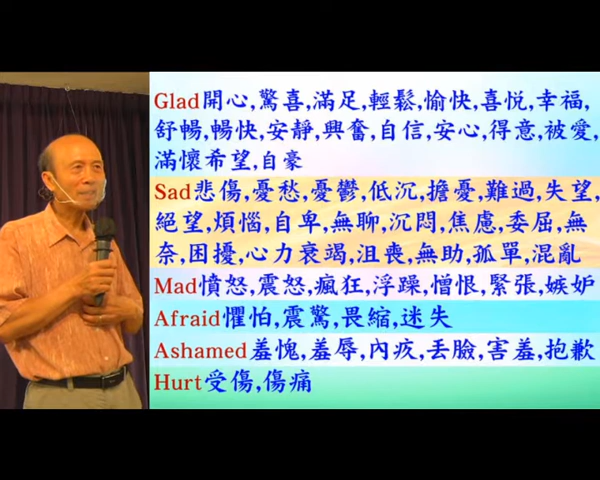 Glad開心,驚喜,滿足,輕鬆,愉快,喜悅,幸福,
舒暢,暢快,安靜,興奮,自信,安心,得意,被愛,
滿懷希望,自豪
Sad悲傷,憂愁,憂鬱,低沉,擔憂,難過,失望,
絕望,煩惱,自卑,無聊,沉悶,焦慮,委屈,無
奈,困擾,心力衰竭,沮喪,無助,孤單,混亂
Mad憤怒,震怒,瘋狂,浮躁,憎恨,緊張,嫉妒
Afraid懼怕,震驚,畏縮,迷失
Ashamed羞愧,羞辱,內疚,丟臉,害羞,抱歉
Hurt受傷,傷痛